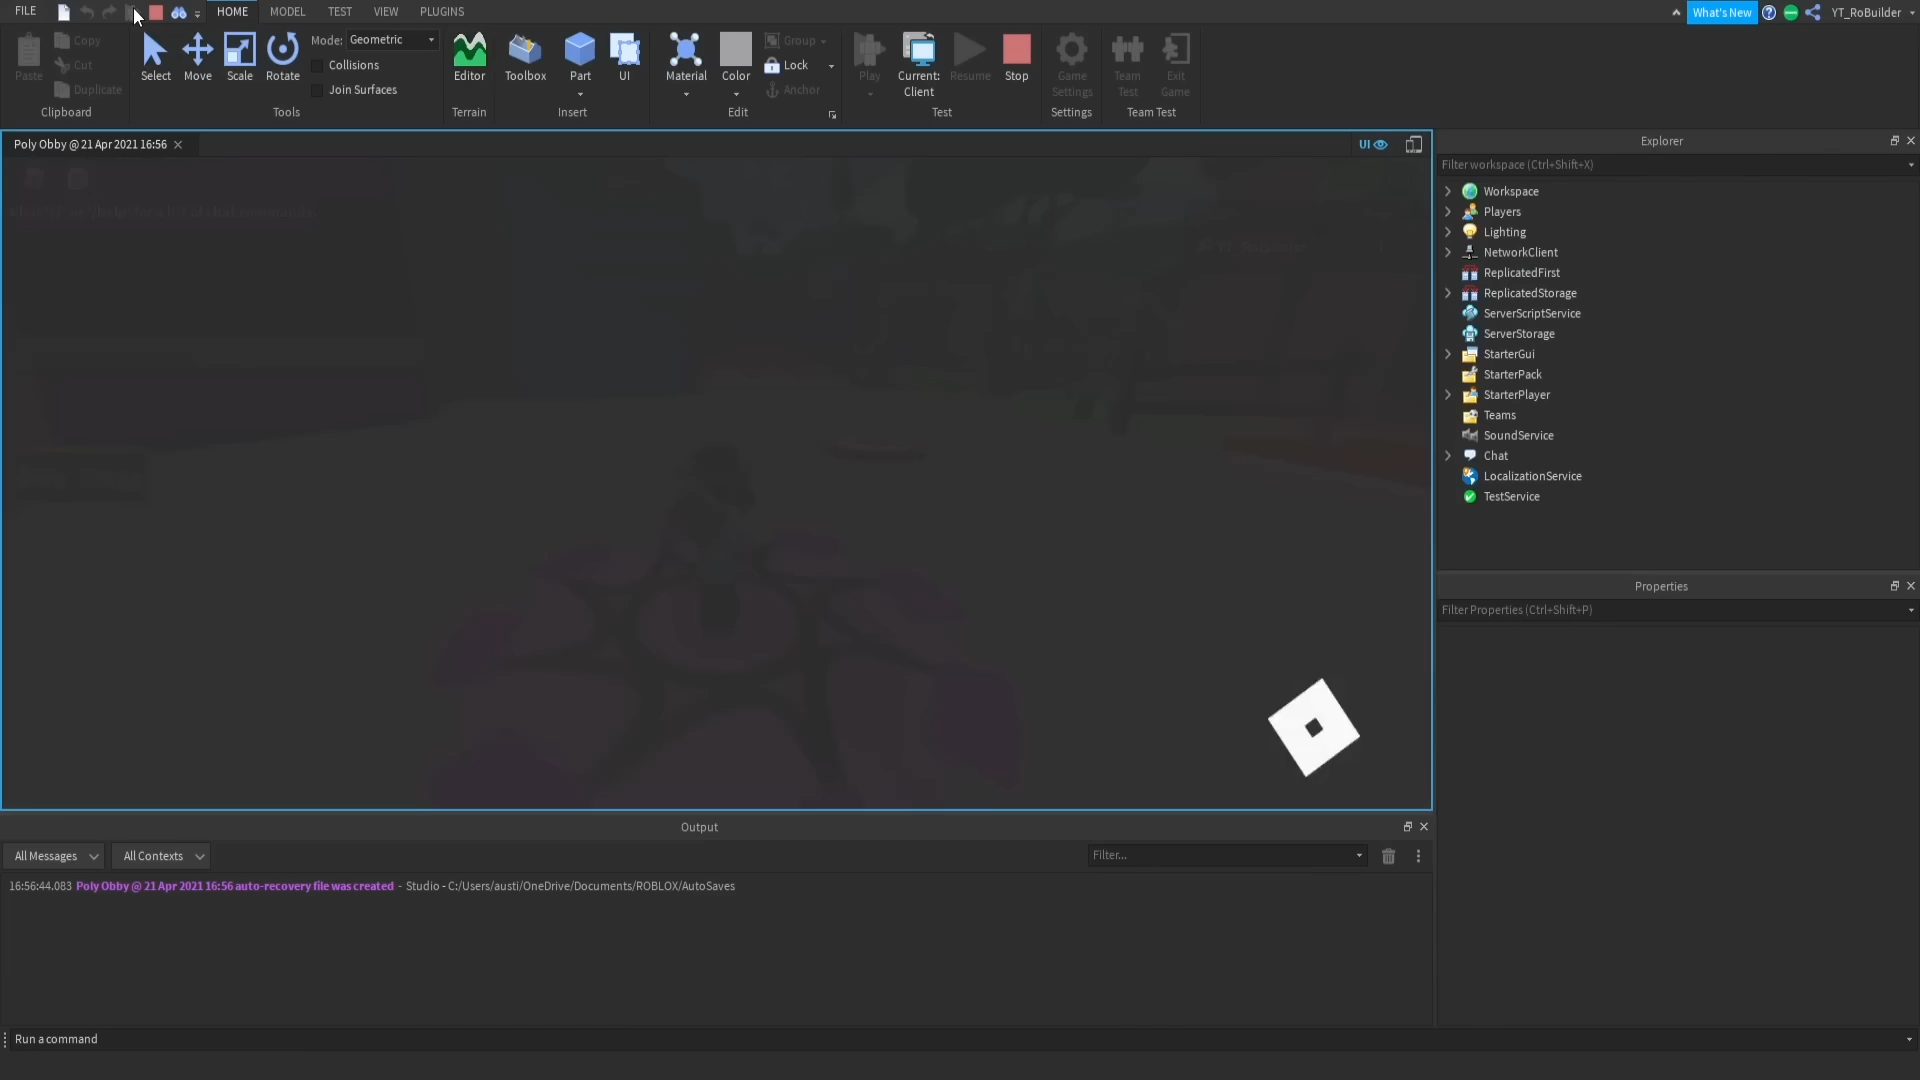 FILE HOME MODEL TEST VIEW PLUGINS What's New YT_RoBuilder
Paste Copy Cut Duplicate Clipboard
Select Move Scale Rotate Mode: Geometric Collisions Join Surfaces Tools
Editor Terrain
Toolbox Part UI Insert
Material Color Group Lock Anchor Edit
Play Current: Client Resume Stop Test
Game Settings Settings
Team Test Exit Game Team Test
Poly Obby @ 21 Apr 2021 16:56
UI
Explorer
Filter workspace (Ctrl+Shift+X)
Workspace
Players
Lighting
NetworkClient
ReplicatedFirst
ReplicatedStorage
ServerScriptService
ServerStorage
StarterGui
StarterPack
StarterPlayer
Teams
SoundService
Chat
LocalizationService
TestService
Properties
Filter Properties (Ctrl+Shift+P)
Output
All Messages All Contexts Filter...
16:56:44.083 Poly Obby @ 21 Apr 2021 16:56 auto-recovery file was created - Studio - C:/Users/austi/OneDrive/Documents/ROBLOX/AutoSaves
Run a command